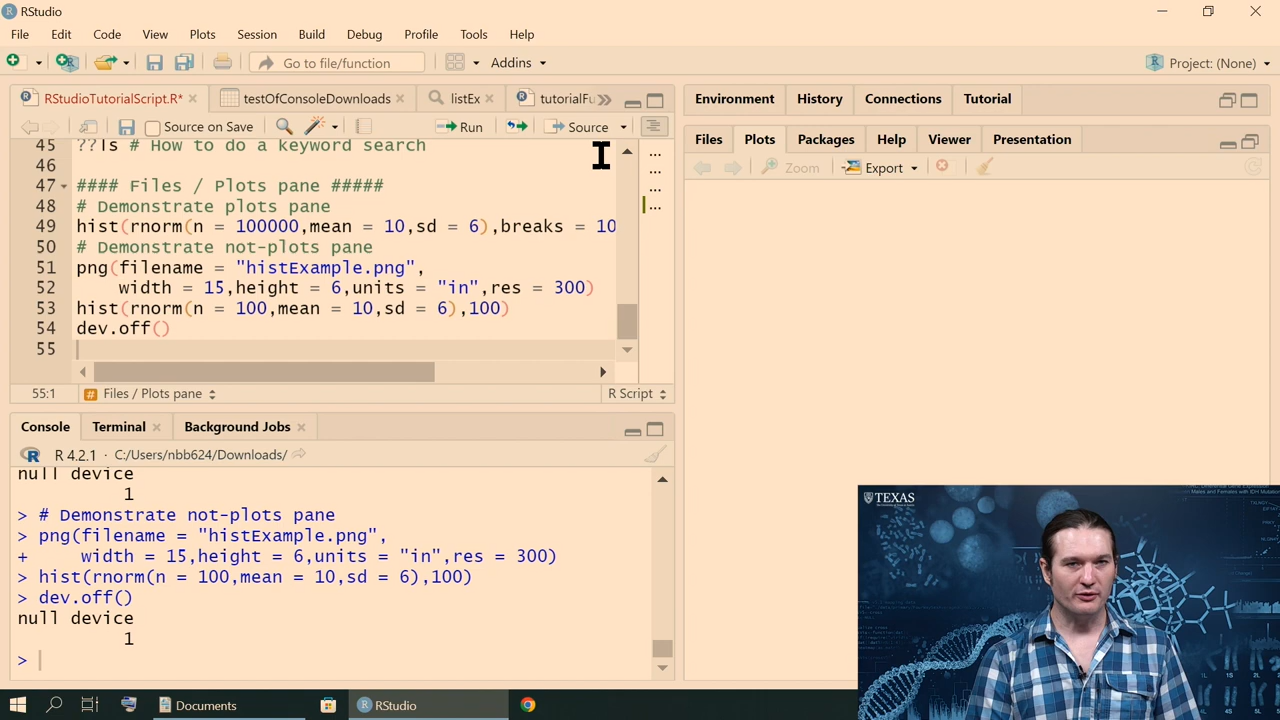 RStudio
File Edit Code View Plots Session Build Debug Profile Tools Help
Go to file/function
Addins
Project: (None)
RStudioTutorialScript.R*
testOfConsoleDownloads
listEx
tutorialFu
Source on Save
Run
Source
45 ??ls # How to do a keyword search
46
47 #### Files / Plots pane #####
48 # Demonstrate plots pane
49 hist(rnorm(n = 100000,mean = 10,sd = 6),breaks = 10
50 # Demonstrate not-plots pane
51 png(filename = "histExample.png",
52 width = 15,height = 6,units = "in",res = 300)
53 hist(rnorm(n = 100,mean = 10,sd = 6),100)
54 dev.off()
55
55:1
# Files / Plots pane
R Script
Console Terminal Background Jobs
R 4.2.1 · C:/Users/nbb624/Downloads/
null device
1
> # Demonstrate not-plots pane
> png(filename = "histExample.png",
+ width = 15,height = 6,units = "in",res = 300)
> hist(rnorm(n = 100,mean = 10,sd = 6),100)
> dev.off()
null device
1
>
Environment History Connections Tutorial
Files Plots Packages Help Viewer Presentation
Zoom
Export
TEXAS
Documents
RStudio